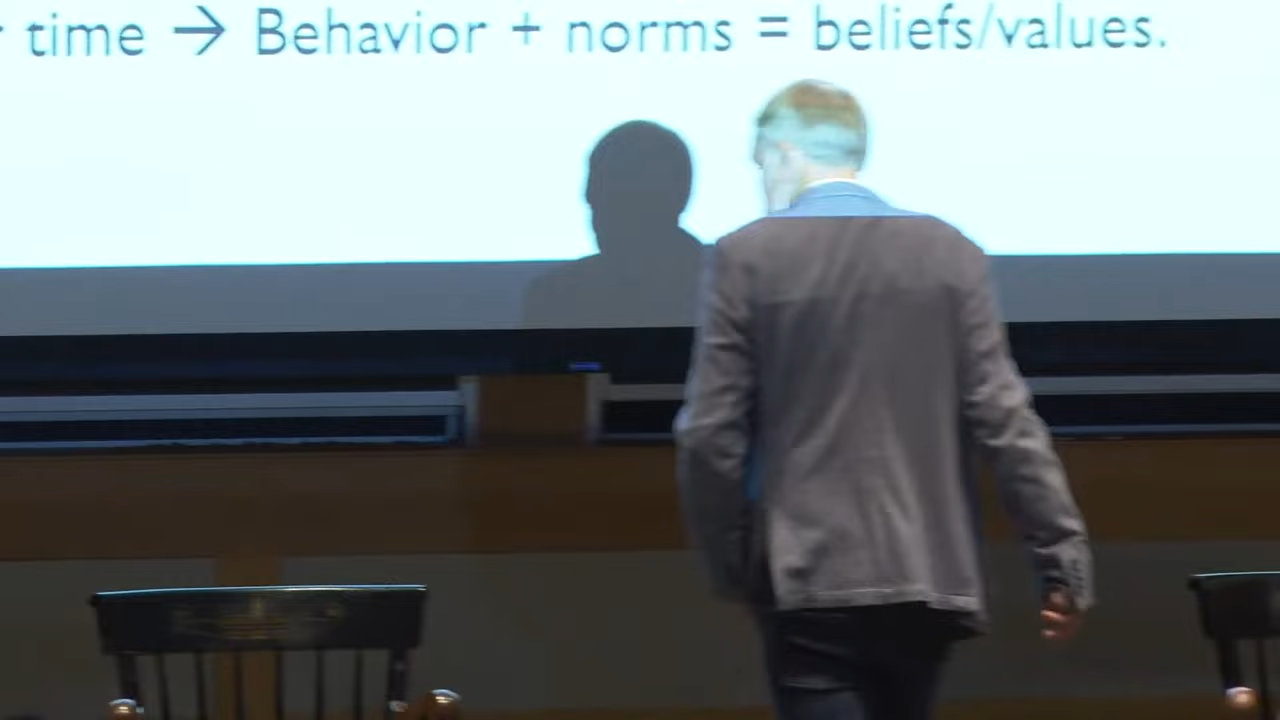 time → Behavior + norms = beliefs/values.